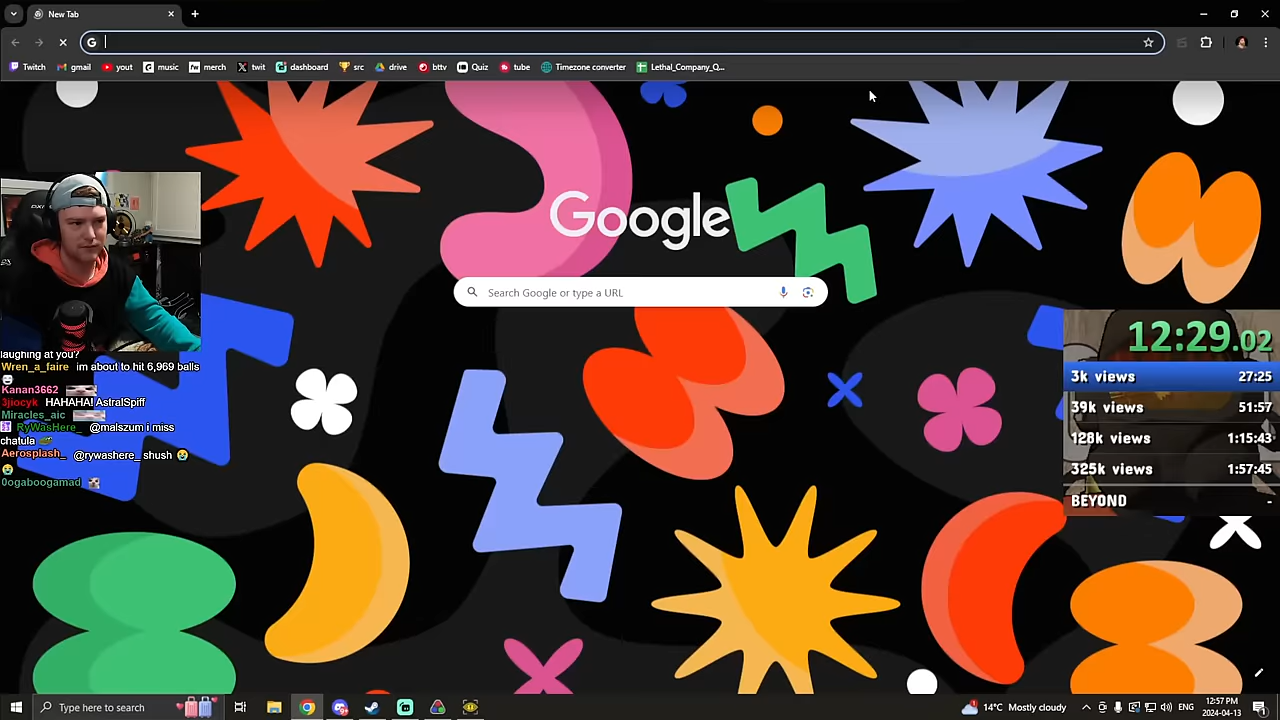 New Tab
Twitch
gmail
yout
music
merch
twit
dashboard
src
drive
bttv
Quiz
tube
Timezone converter
Lethal_Company_Q...
Google
Search Google or type a URL
laughing at you?
Wren_a_faire im about to hit 6,969 balls
Kanan3662
3jiocyk HAHAHA! AstralSpiff
Miracles_aic
RyWasHere_ @malszum i miss
chatula
Aerosplash_ @rywashere_ shush
0ogaboogamad
12:29.02
3k views 27:25
39k views 51:57
128k views 1:15:43
325k views 1:57:45
BEYOND -
Type here to search
14°C Mostly cloudy
ENG
12:57 PM
2024-04-13